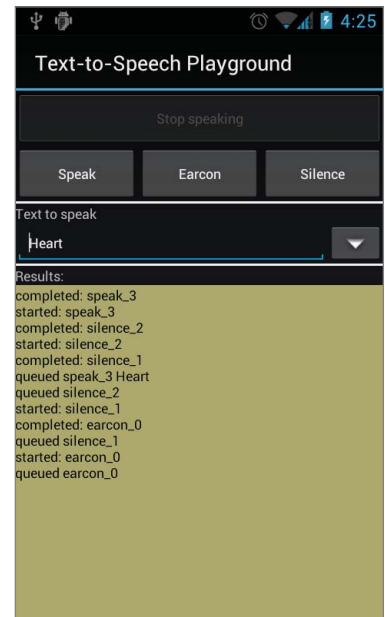 4:25
Text-to-Speech Playground
Stop speaking
Speak Earcon Silence
Text to speak
Heart
Results:
completed: speak_3
started: speak_3
completed: silence_2
started: silence_2
completed: silence_1
queued speak_3 Heart
queued silence_2
started: silence_1
completed: earcon_0
queued silence_1
started: earcon_0
queued earcon_0